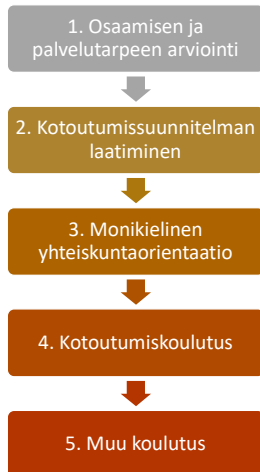 1. Osaamisen ja
palvelutarpeen arviointi
2. Kotoutumissuunnitelman
laatiminen
3. Monikielinen
yhteiskuntaorientaatio
4. Kotoutumiskoulutus
5. Muu koulutus